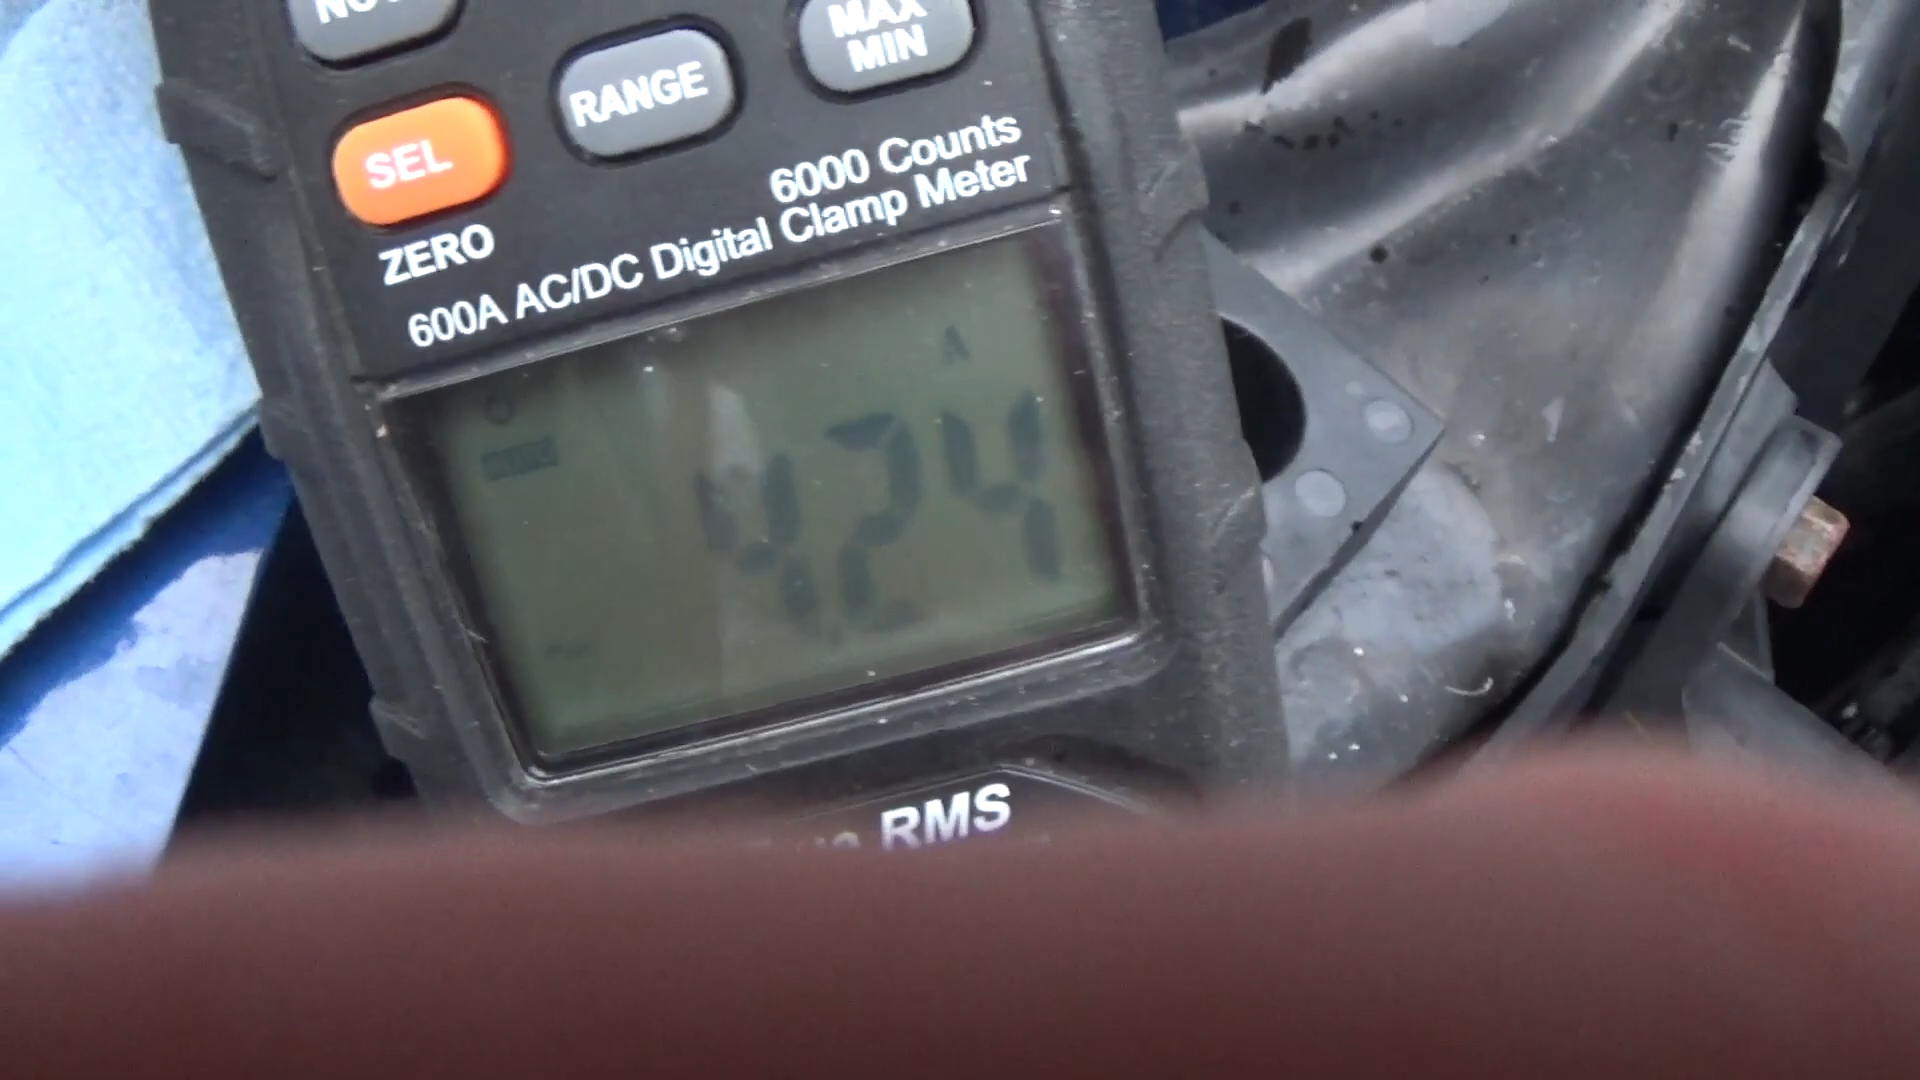 MAX
MIN
RANGE
SEL
ZERO
6000 Counts
600A AC/DC Digital Clamp Meter
A
424
RMS